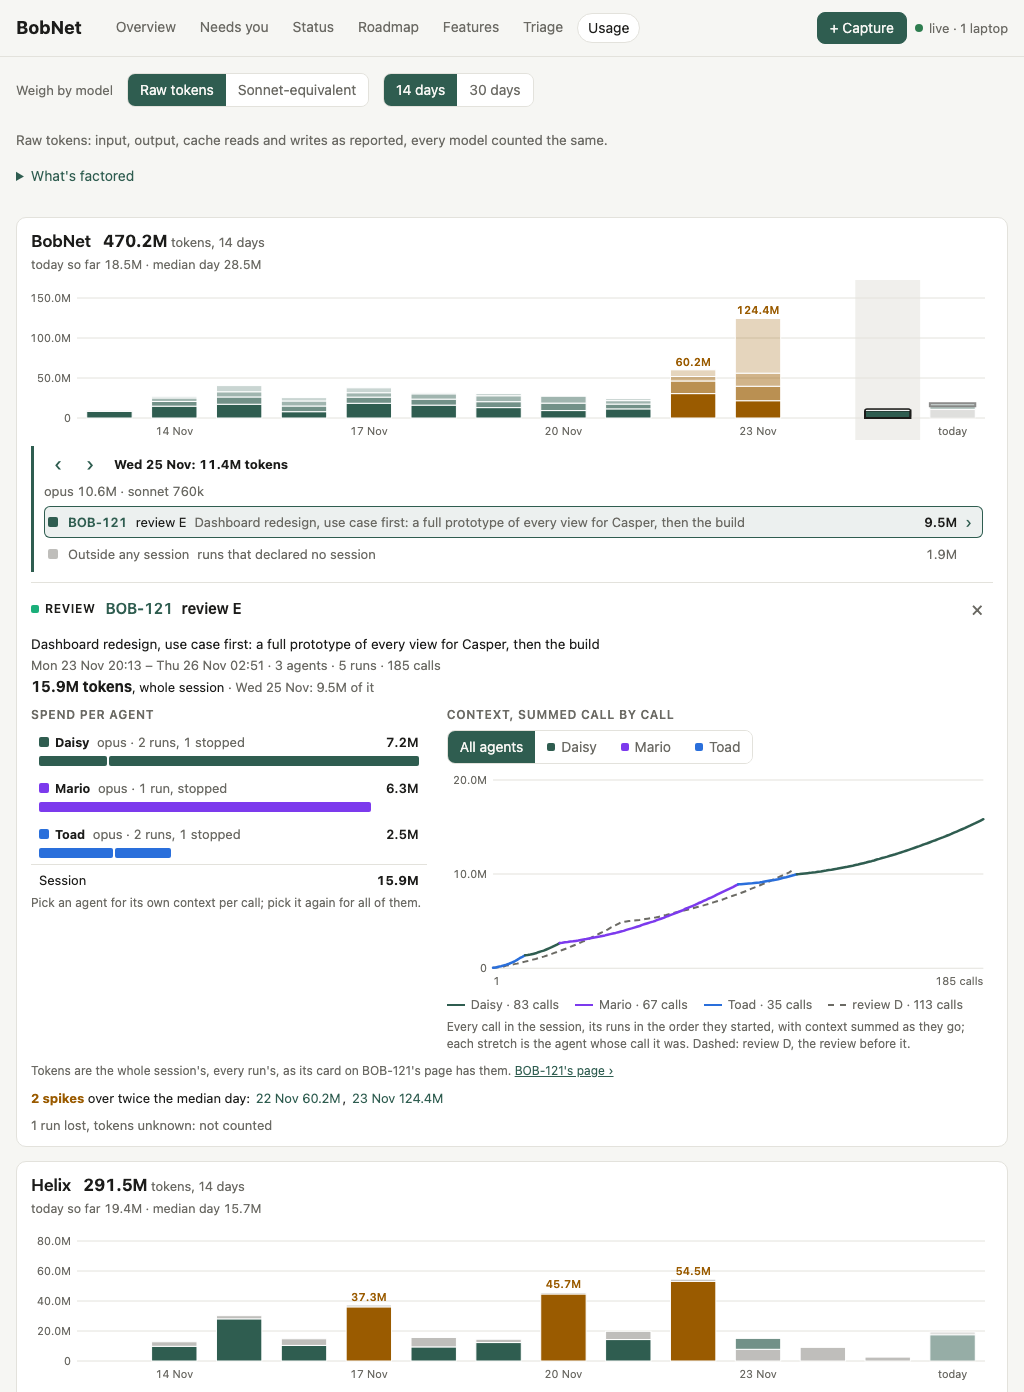 BobNet Overview Needs you Status Roadmap Features Triage Usage + Capture live · 1 laptop
Weigh by model Raw tokens Sonnet-equivalent 14 days 30 days
Raw tokens: input, output, cache reads and writes as reported, every model counted the same.
▶ What's factored
BobNet 470.2M tokens, 14 days
today so far 18.5M · median day 28.5M
150.0M
100.0M
50.0M
0
60.2M
124.4M
14 Nov 17 Nov 20 Nov 23 Nov today
‹ › Wed 25 Nov: 11.4M tokens
opus 10.6M · sonnet 760k
BOB-121 review E Dashboard redesign, use case first: a full prototype of every view for Casper, then the build 9.5M ›
Outside any session runs that declared no session 1.9M
REVIEW BOB-121 review E ✕
Dashboard redesign, use case first: a full prototype of every view for Casper, then the build
Mon 23 Nov 20:13 – Thu 26 Nov 02:51 · 3 agents · 5 runs · 185 calls
15.9M tokens, whole session · Wed 25 Nov: 9.5M of it
SPEND PER AGENT
Daisy opus · 2 runs, 1 stopped 7.2M
Mario opus · 1 run, stopped 6.3M
Toad opus · 2 runs, 1 stopped 2.5M
Session 15.9M
Pick an agent for its own context per call; pick it again for all of them.
CONTEXT, SUMMED CALL BY CALL
All agents Daisy Mario Toad
20.0M
10.0M
0
1 185 calls
Daisy · 83 calls Mario · 67 calls Toad · 35 calls review D · 113 calls
Every call in the session, its runs in the order they started, with context summed as they go;
each stretch is the agent whose call it was. Dashed: review D, the review before it.
Tokens are the whole session's, every run's, as its card on BOB-121's page has them. BOB-121's page ›
2 spikes over twice the median day: 22 Nov 60.2M, 23 Nov 124.4M
1 run lost, tokens unknown: not counted
Helix 291.5M tokens, 14 days
today so far 19.4M · median day 15.7M
80.0M
60.0M
40.0M
20.0M
0
37.3M
45.7M
54.5M
14 Nov 17 Nov 20 Nov 23 Nov today